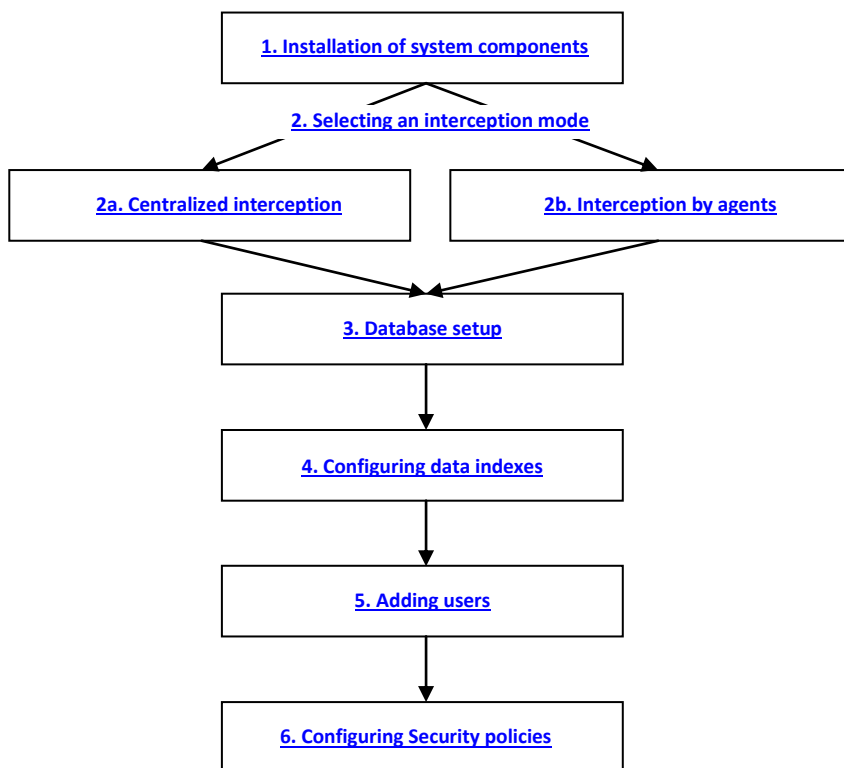 1. Installation of system components
2. Selecting an interception mode
2a. Centralized interception
2b. Interception by agents
3. Database setup
4. Configuring data indexes
5. Adding users
6. Configuring Security policies